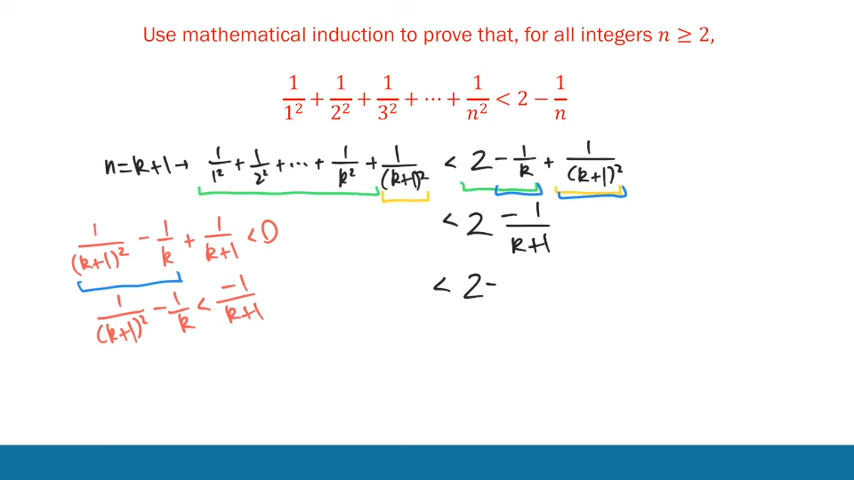 Use mathematical induction to prove that, for all integers n ≥ 2,
1/1² + 1/2² + 1/3² + ⋯ + 1/n² < 2 − 1/n
n=k+1→ 1/1² + 1/2² + ⋯ + 1/k² + 1/(k+1)² < 2 − 1/k + 1/(k+1)²
< 2 −1/(k+1)
1/(k+1)² − 1/k + 1/(k+1) < 0
< 2−
1/(k+1)² − 1/k < −1/(k+1)